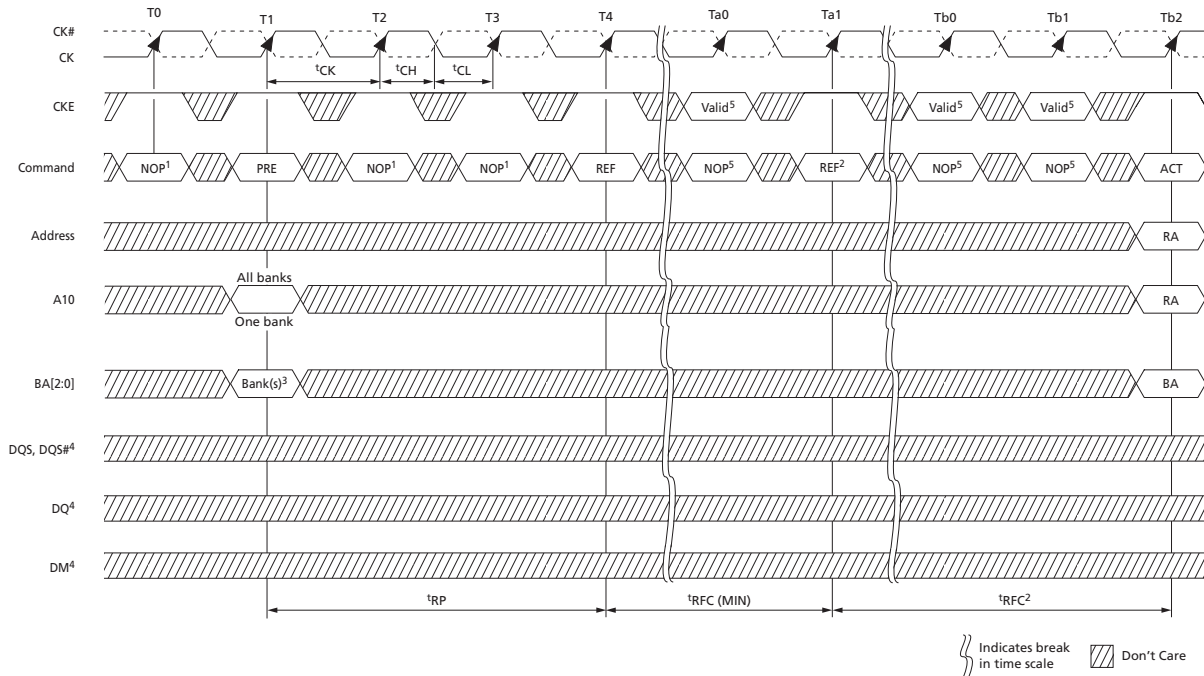 T0 T1 T2 T3 T4 Ta0 Ta1 Tb0 Tb1 Tb2
CK#
CK
tCK tCH tCL
CKE Valid5 Valid5 Valid5
Command NOP1 PRE NOP1 NOP1 REF NOP5 REF2 NOP5 NOP5 ACT
Address RA
All banks
A10 RA
One bank
BA[2:0] Bank(s)3 BA
DQS, DQS#4
DQ4
DM4
tRP tRFC (MIN) tRFC2
Indicates break
in time scale
Don't Care